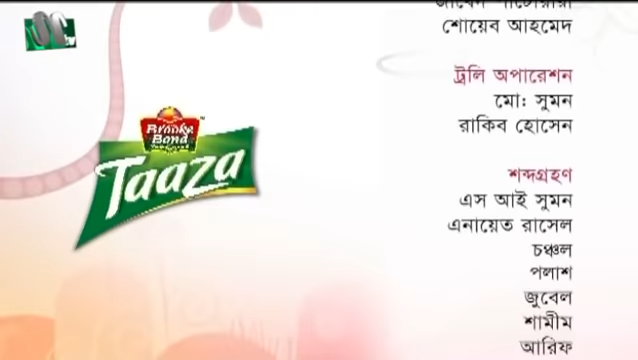 শোয়েব আহমেদ
ট্রলি অপারেশন
মো: সুমন
রাকিব হোসেন
Brooke
Bond
Taaza
শব্দগ্রহণ
এস আই সুমন
এনায়েত রাসেল
চঞ্চল
পলাশ
জুবেল
শামীম
আরিফ